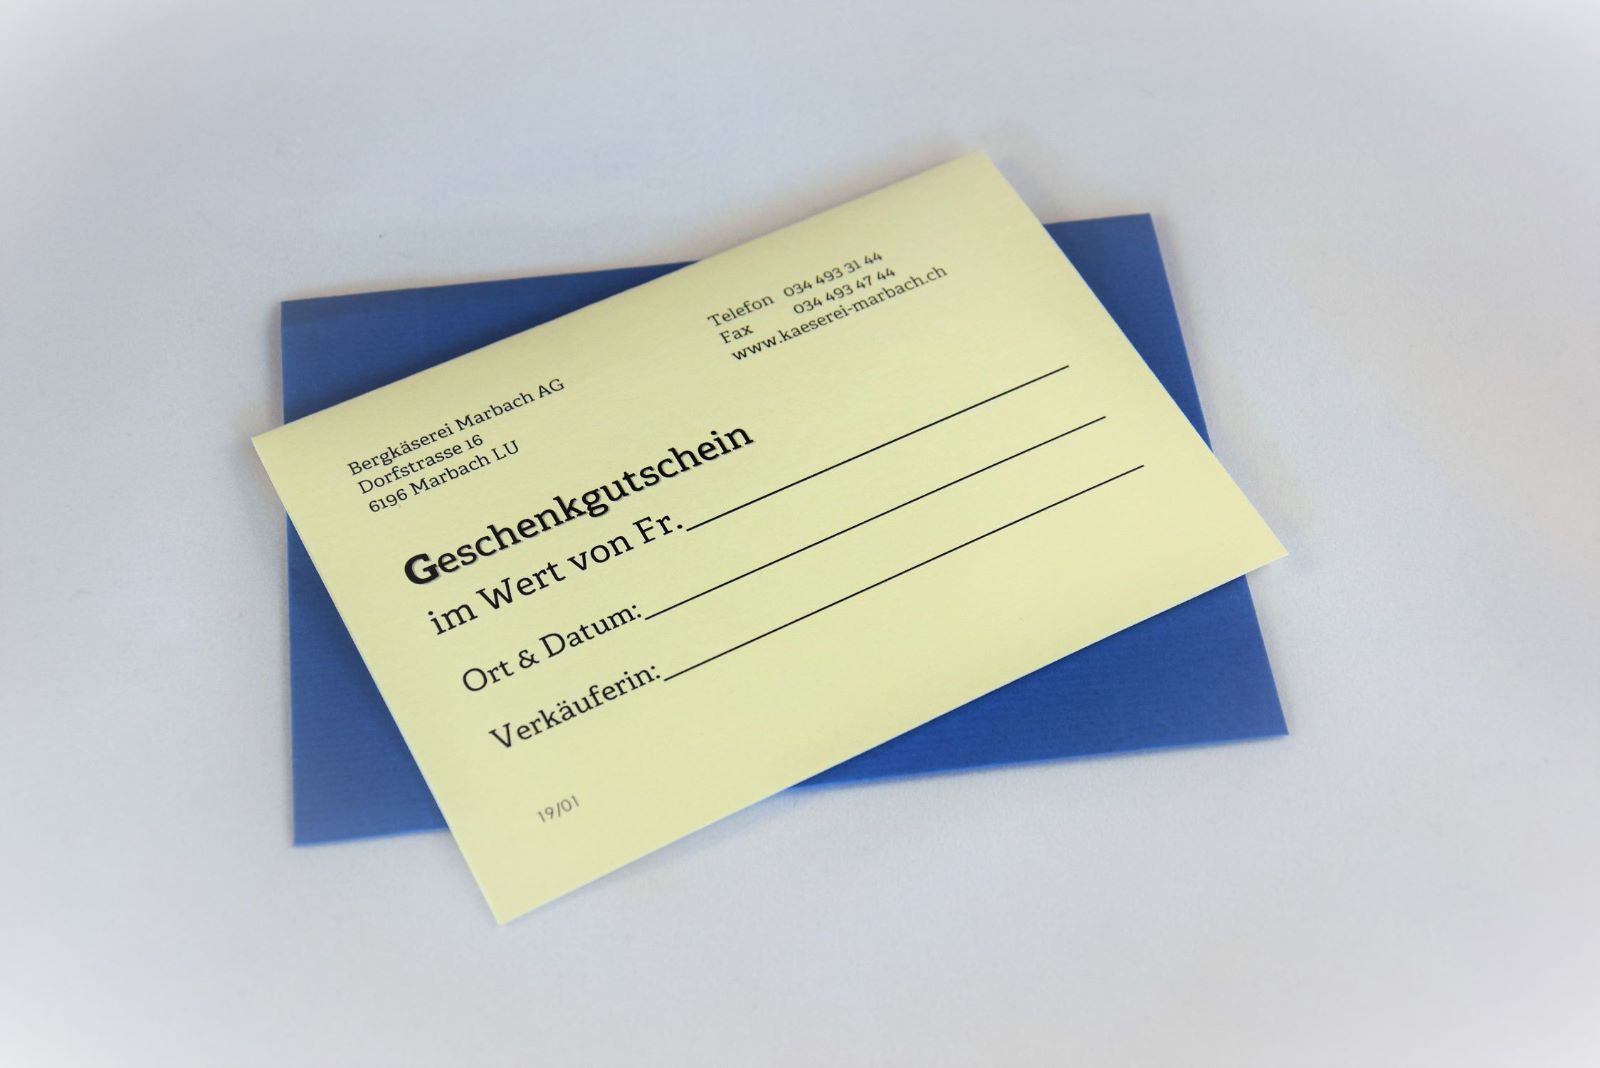 Bergkäserei Marbach AG
Dorfstrasse 16
6196 Marbach LU
Telefon 034 493 31 44
Fax 034 493 47 44
www.kaeserei-marbach.ch
Geschenkgutschein
im Wert von Fr.
Ort & Datum:
Verkäuferin:
19/01